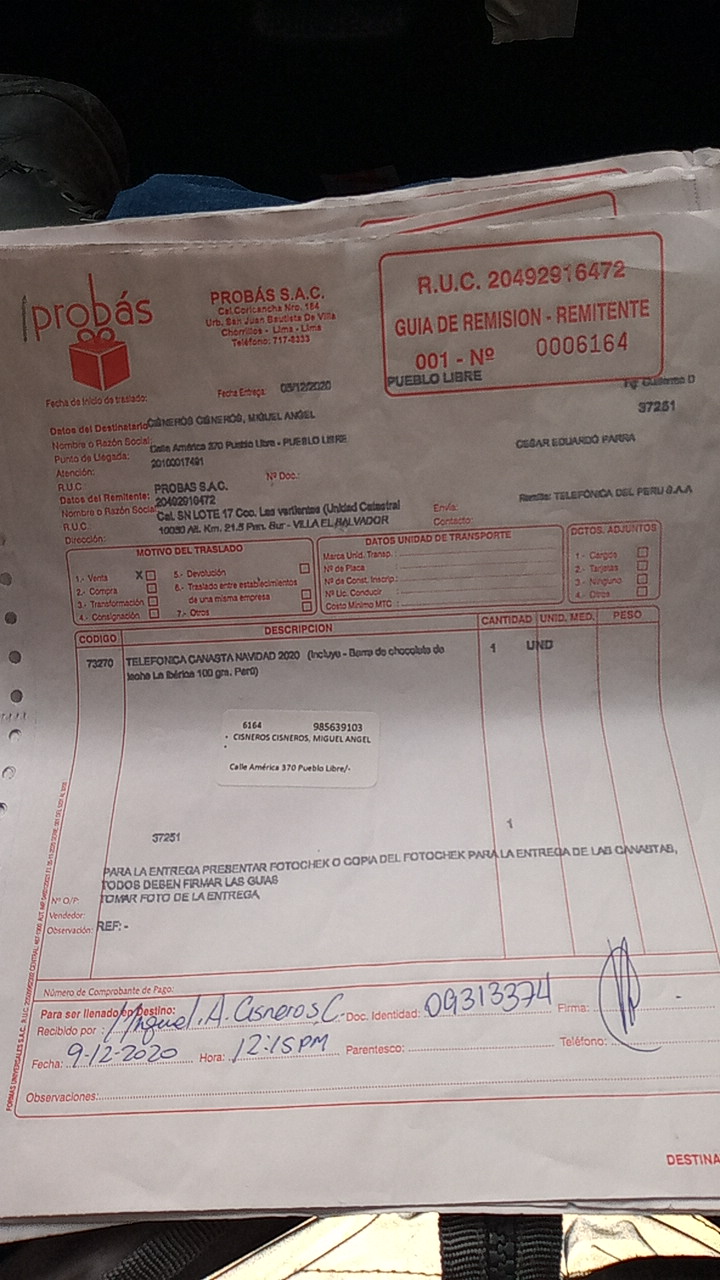 probás
PROBÁS S.A.C.
Cal.Coricancha Nro. 164
Urb. San Juan Bautista De Villa
Chorrillos - Lima - Lima
Teléfono: 717-8333
R.U.C. 20492916472
GUIA DE REMISION - REMITENTE
001 - Nº 0006164
PUEBLO LIBRE
37251
Fecha de Inicio de traslado:
Fecha Entrega: 05/12/2020
Datos del Destinatario CISNEROS CISNEROS, MIGUEL ANGEL
Nombre o Razón Social:
Calle América 370 Pueblo Libre - PUEBLO LIBRE
CESAR EDUARDO PARRA
Punto de Llegada:
20100017491
Atención:
R.U.C.:
Nº Doc.:
PROBAS S.A.C.
Datos del Remitente:
20492916472
Nombre o Razón Social:
Cal. SN LOTE 17 Coo. Las vertientes (Unidad Catastral
Envía:
Remite: TELEFÓNICA DEL PERU S.A.A
R.U.C.:
10030 Alt. Km. 21.5 Pan. Sur - VILLA EL SALVADOR
Contacto:
Dirección:
MOTIVO DEL TRASLADO
1.- Venta X
2.- Compra
3.- Transformación
4.- Consignación
5.- Devolución
6.- Traslado entre establecimientos
de una misma empresa
7.- Otros
DATOS UNIDAD DE TRANSPORTE
Marca Unid. Transp.:
Nº de Placa
Nº de Const. Inscrip.:
Nº Lic. Conducir
Costo Mínimo MTC :
DCTOS. ADJUNTOS
1.- Cargos
2.- Tarjetas
3.- Ninguno
4.- Otros
CODIGO DESCRIPCION CANTIDAD UNID. MED. PESO
73270 TELEFONICA CANASTA NAVIDAD 2020 (Incluye - Barra de chocolate de 1 UND
leche La Ibérica 100 grs. Perú)
6164 985639103
CISNEROS CISNEROS, MIGUEL ANGEL
Calle América 370 Pueblo Libre/-
37251 1
PARA LA ENTREGA PRESENTAR FOTOCHEK O COPIA DEL FOTOCHEK PARA LA ENTREGA DE LAS CANASTAS,
TODOS DEBEN FIRMAR LAS GUIAS
Nº O/P: TOMAR FOTO DE LA ENTREGA
Vendedor:
Observación: REF: -
Número de Comprobante de Pago:
Para ser llenado en Destino:
Recibido por : Miguel. A. Cisneros, C. Doc. Identidad: 09313374 Firma:
Fecha: 9-12-2020 Hora: 12:15PM Parentesco: Teléfono:
Observaciones:
DESTINA